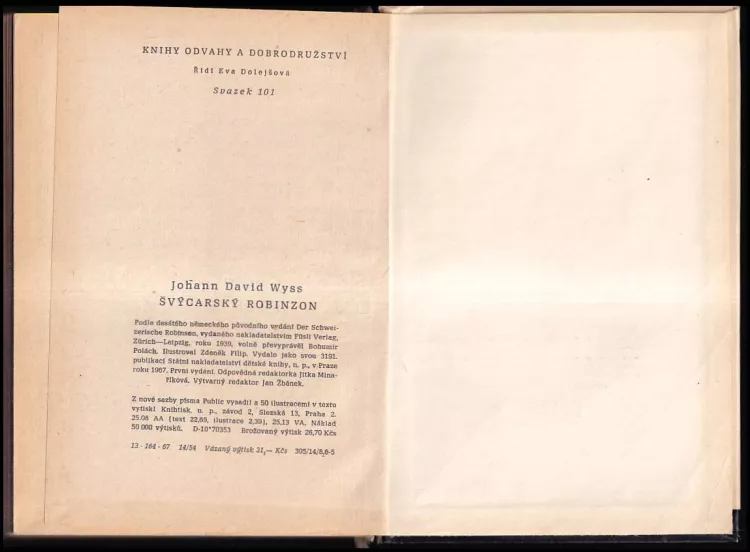 KNIHY ODVAHY A DOBRODRUŽSTVÍ
Řídí Eva Dolejšová
Svazek 101
Johann David Wyss
ŠVÝCARSKÝ ROBINZON
Podle desátého německého původního vydání Der Schwei-
zerische Robinson, vydaného nakladatelstvím Füsli Verlag,
Zürich—Leipzig, roku 1939, volně převyprávěl Bohumír
Polách. Ilustroval Zdeněk Filip. Vydalo jako svou 3191.
publikaci Státní nakladatelství dětské knihy, n. p., v Praze
roku 1967. První vydání. Odpovědná redaktorka Jitka Mina-
říková. Výtvarný redaktor Jan Žbánek.
Z nové sazby písma Public vysadil a 50 ilustracemi v textu
vytiskl Knihtisk, n. p., závod 2, Slezská 13, Praha 2.
25,08 AA (text 22,69, ilustrace 2,39), 25,13 VA. Náklad
50 000 výtisků. D-10*70353 Brožovaný výtisk 26,70 Kčs
13 - 164 - 67 14/54 Vázaný výtisk 31,— Kčs 305/14/8,6-5